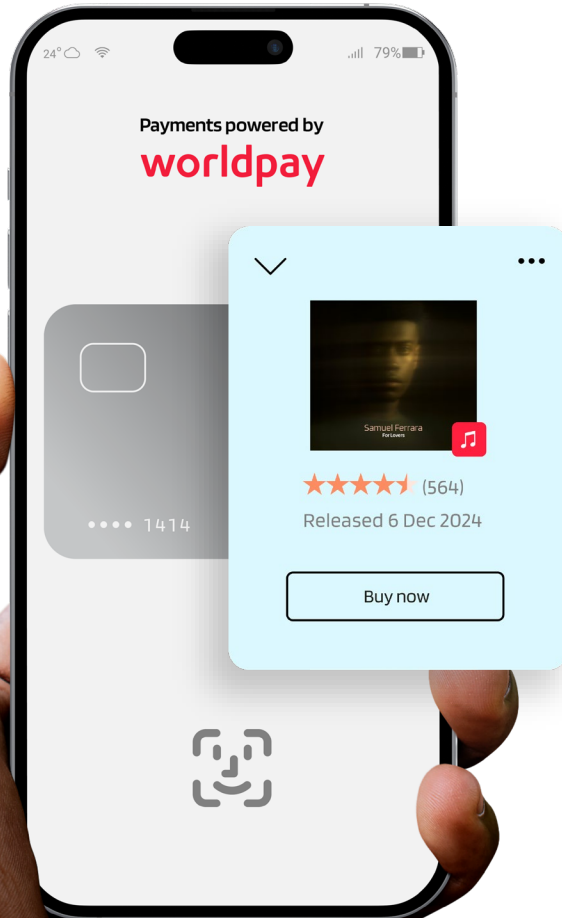 24°
79%
Payments powered by
worldpay
•••• 1414
Samuel Ferrara
For Lovers
(564)
Released 6 Dec 2024
Buy now